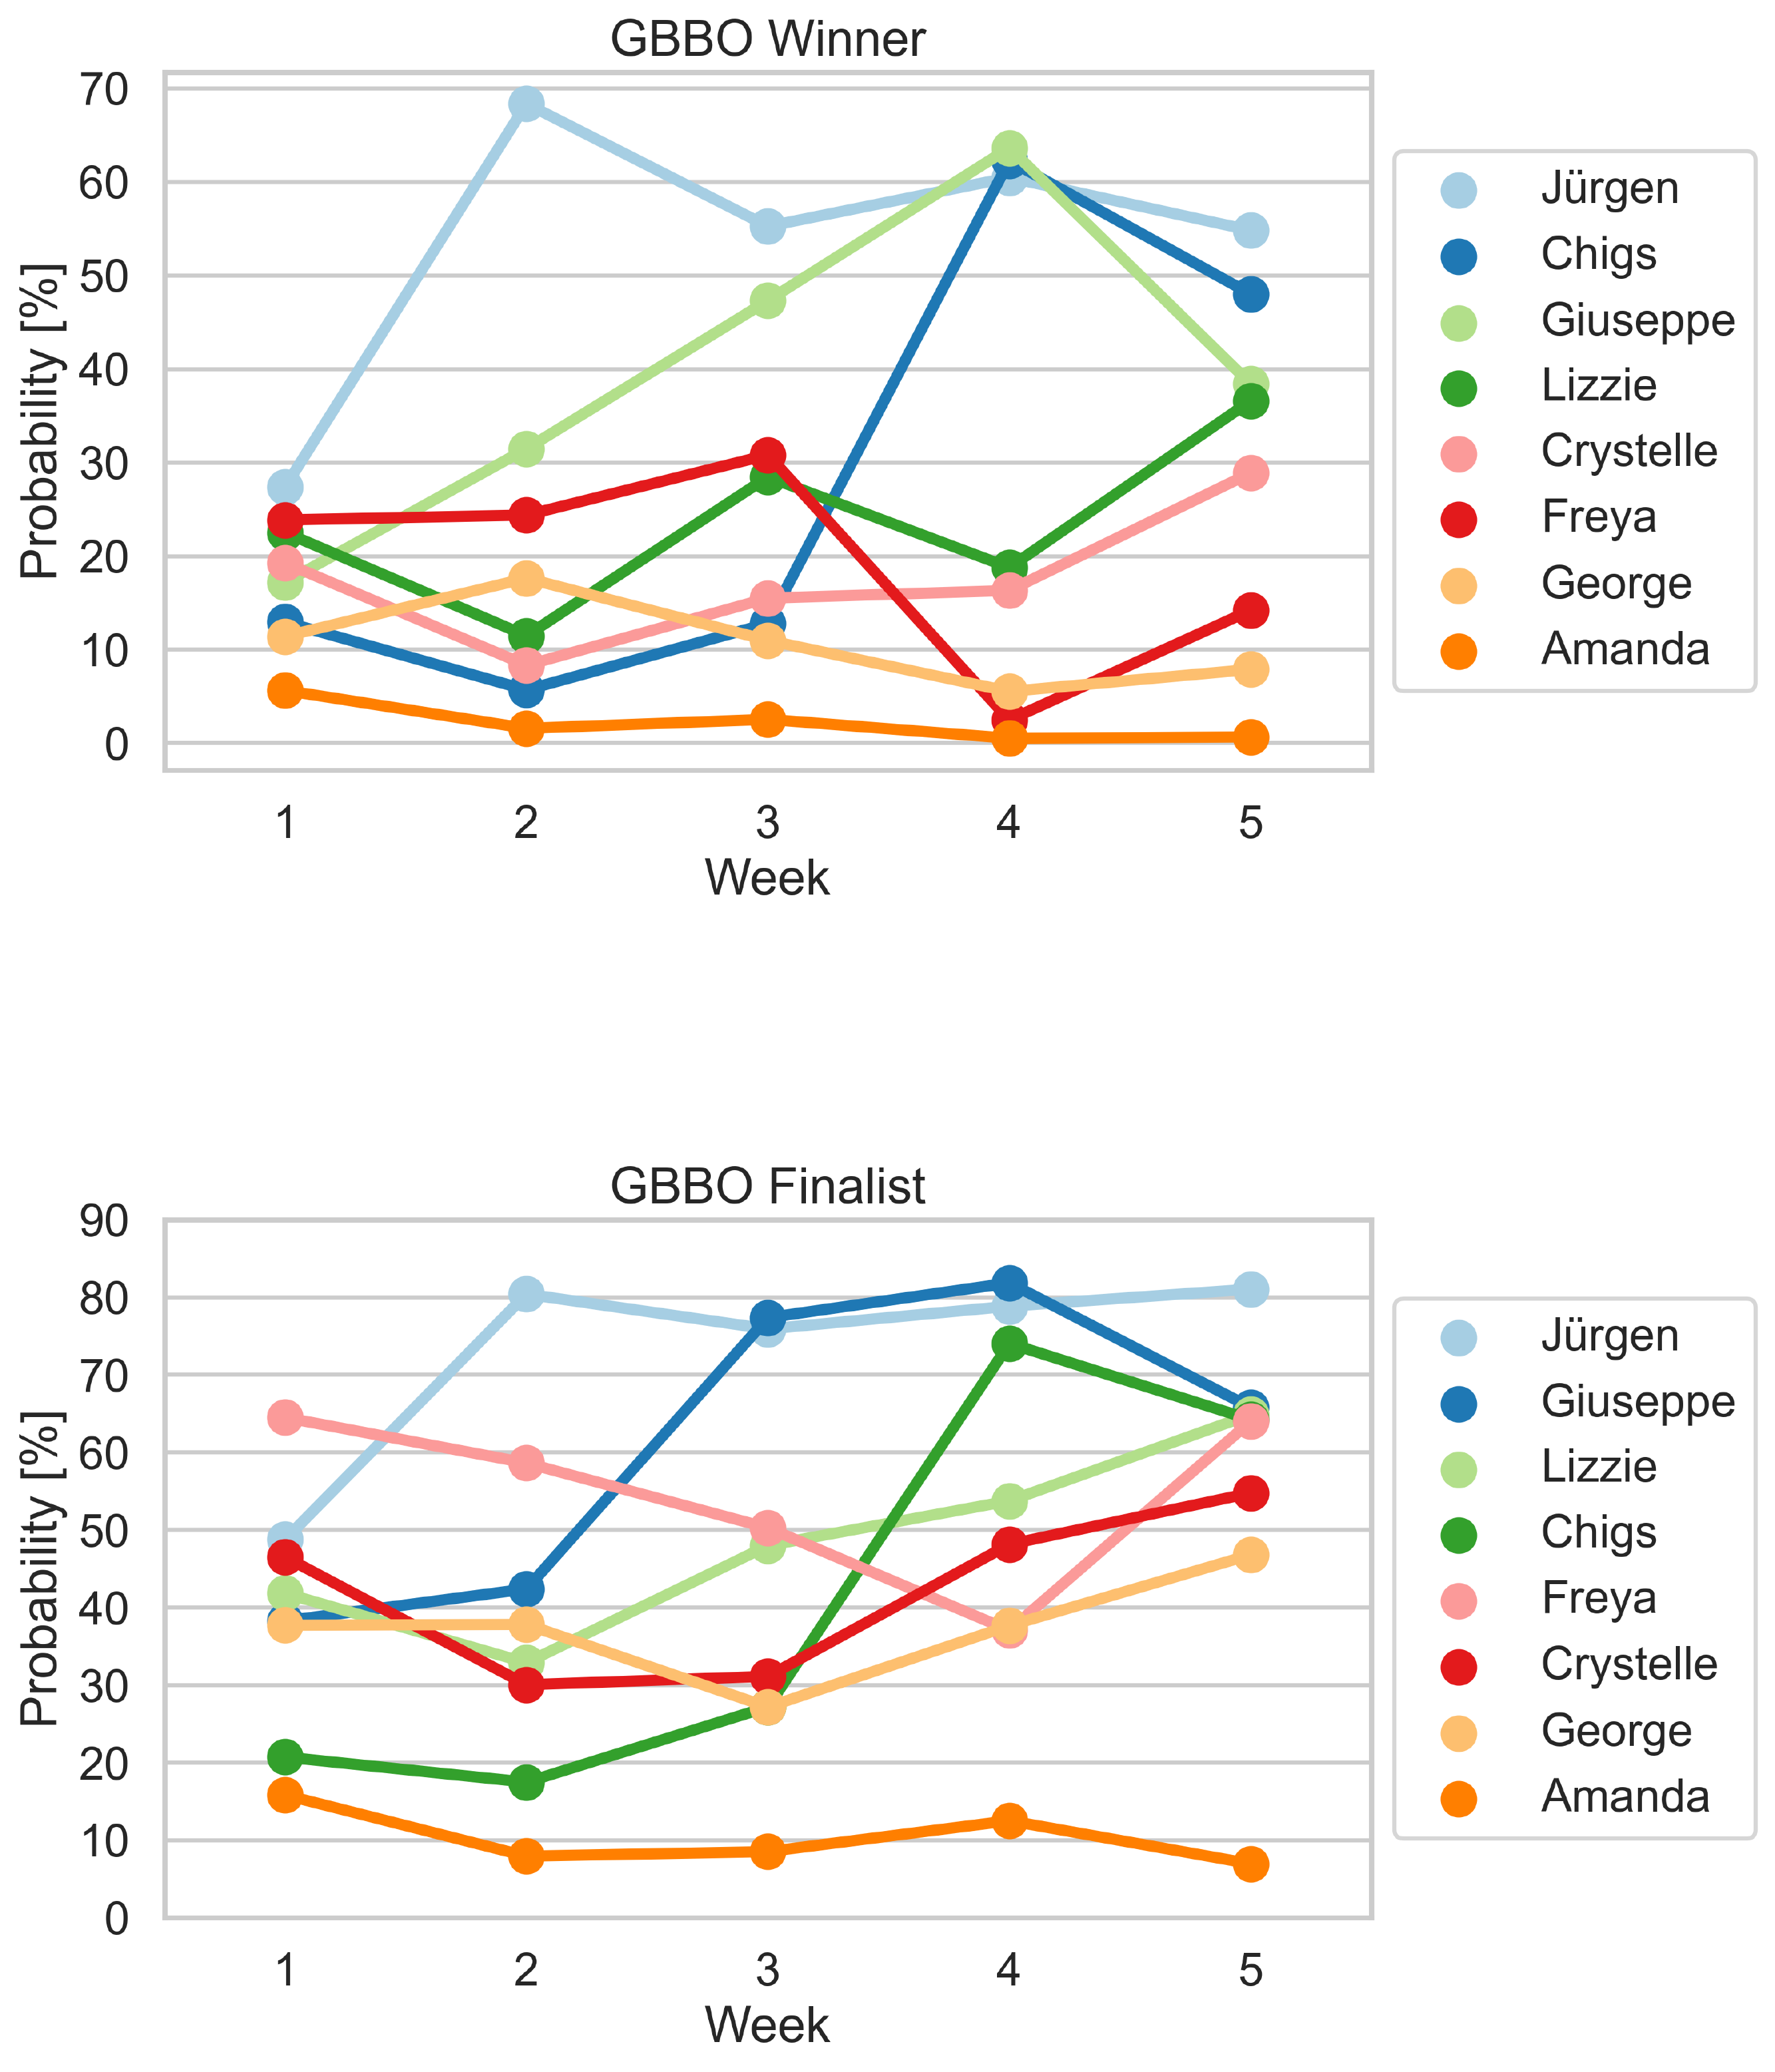 GBBO Winner
Probability [%]
70
60
50
40
30
20
10
0
1 2 3 4 5
Week
Jürgen
Chigs
Giuseppe
Lizzie
Crystelle
Freya
George
Amanda
GBBO Finalist
Probability [%]
90
80
70
60
50
40
30
20
10
0
1 2 3 4 5
Week
Jürgen
Giuseppe
Lizzie
Chigs
Freya
Crystelle
George
Amanda